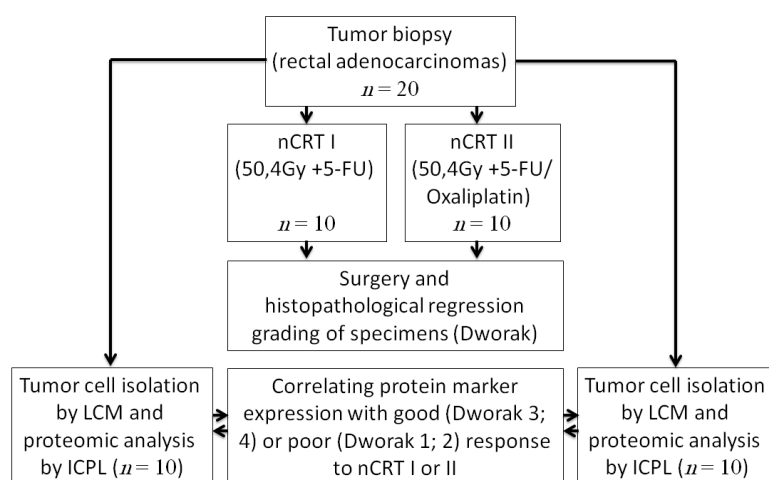 Tumor biopsy
(rectal adenocarcinomas)
n = 20
nCRT I
(50,4Gy +5-FU)
n = 10
nCRT II
(50,4Gy +5-FU/
Oxaliplatin)
n = 10
Surgery and
histopathological regression
grading of specimens (Dworak)
Tumor cell isolation
by LCM and
proteomic analysis
by ICPL (n = 10)
Correlating protein marker
expression with good (Dworak 3;
4) or poor (Dworak 1; 2) response
to nCRT I or II
Tumor cell isolation
by LCM and
proteomic analysis
by ICPL (n = 10)